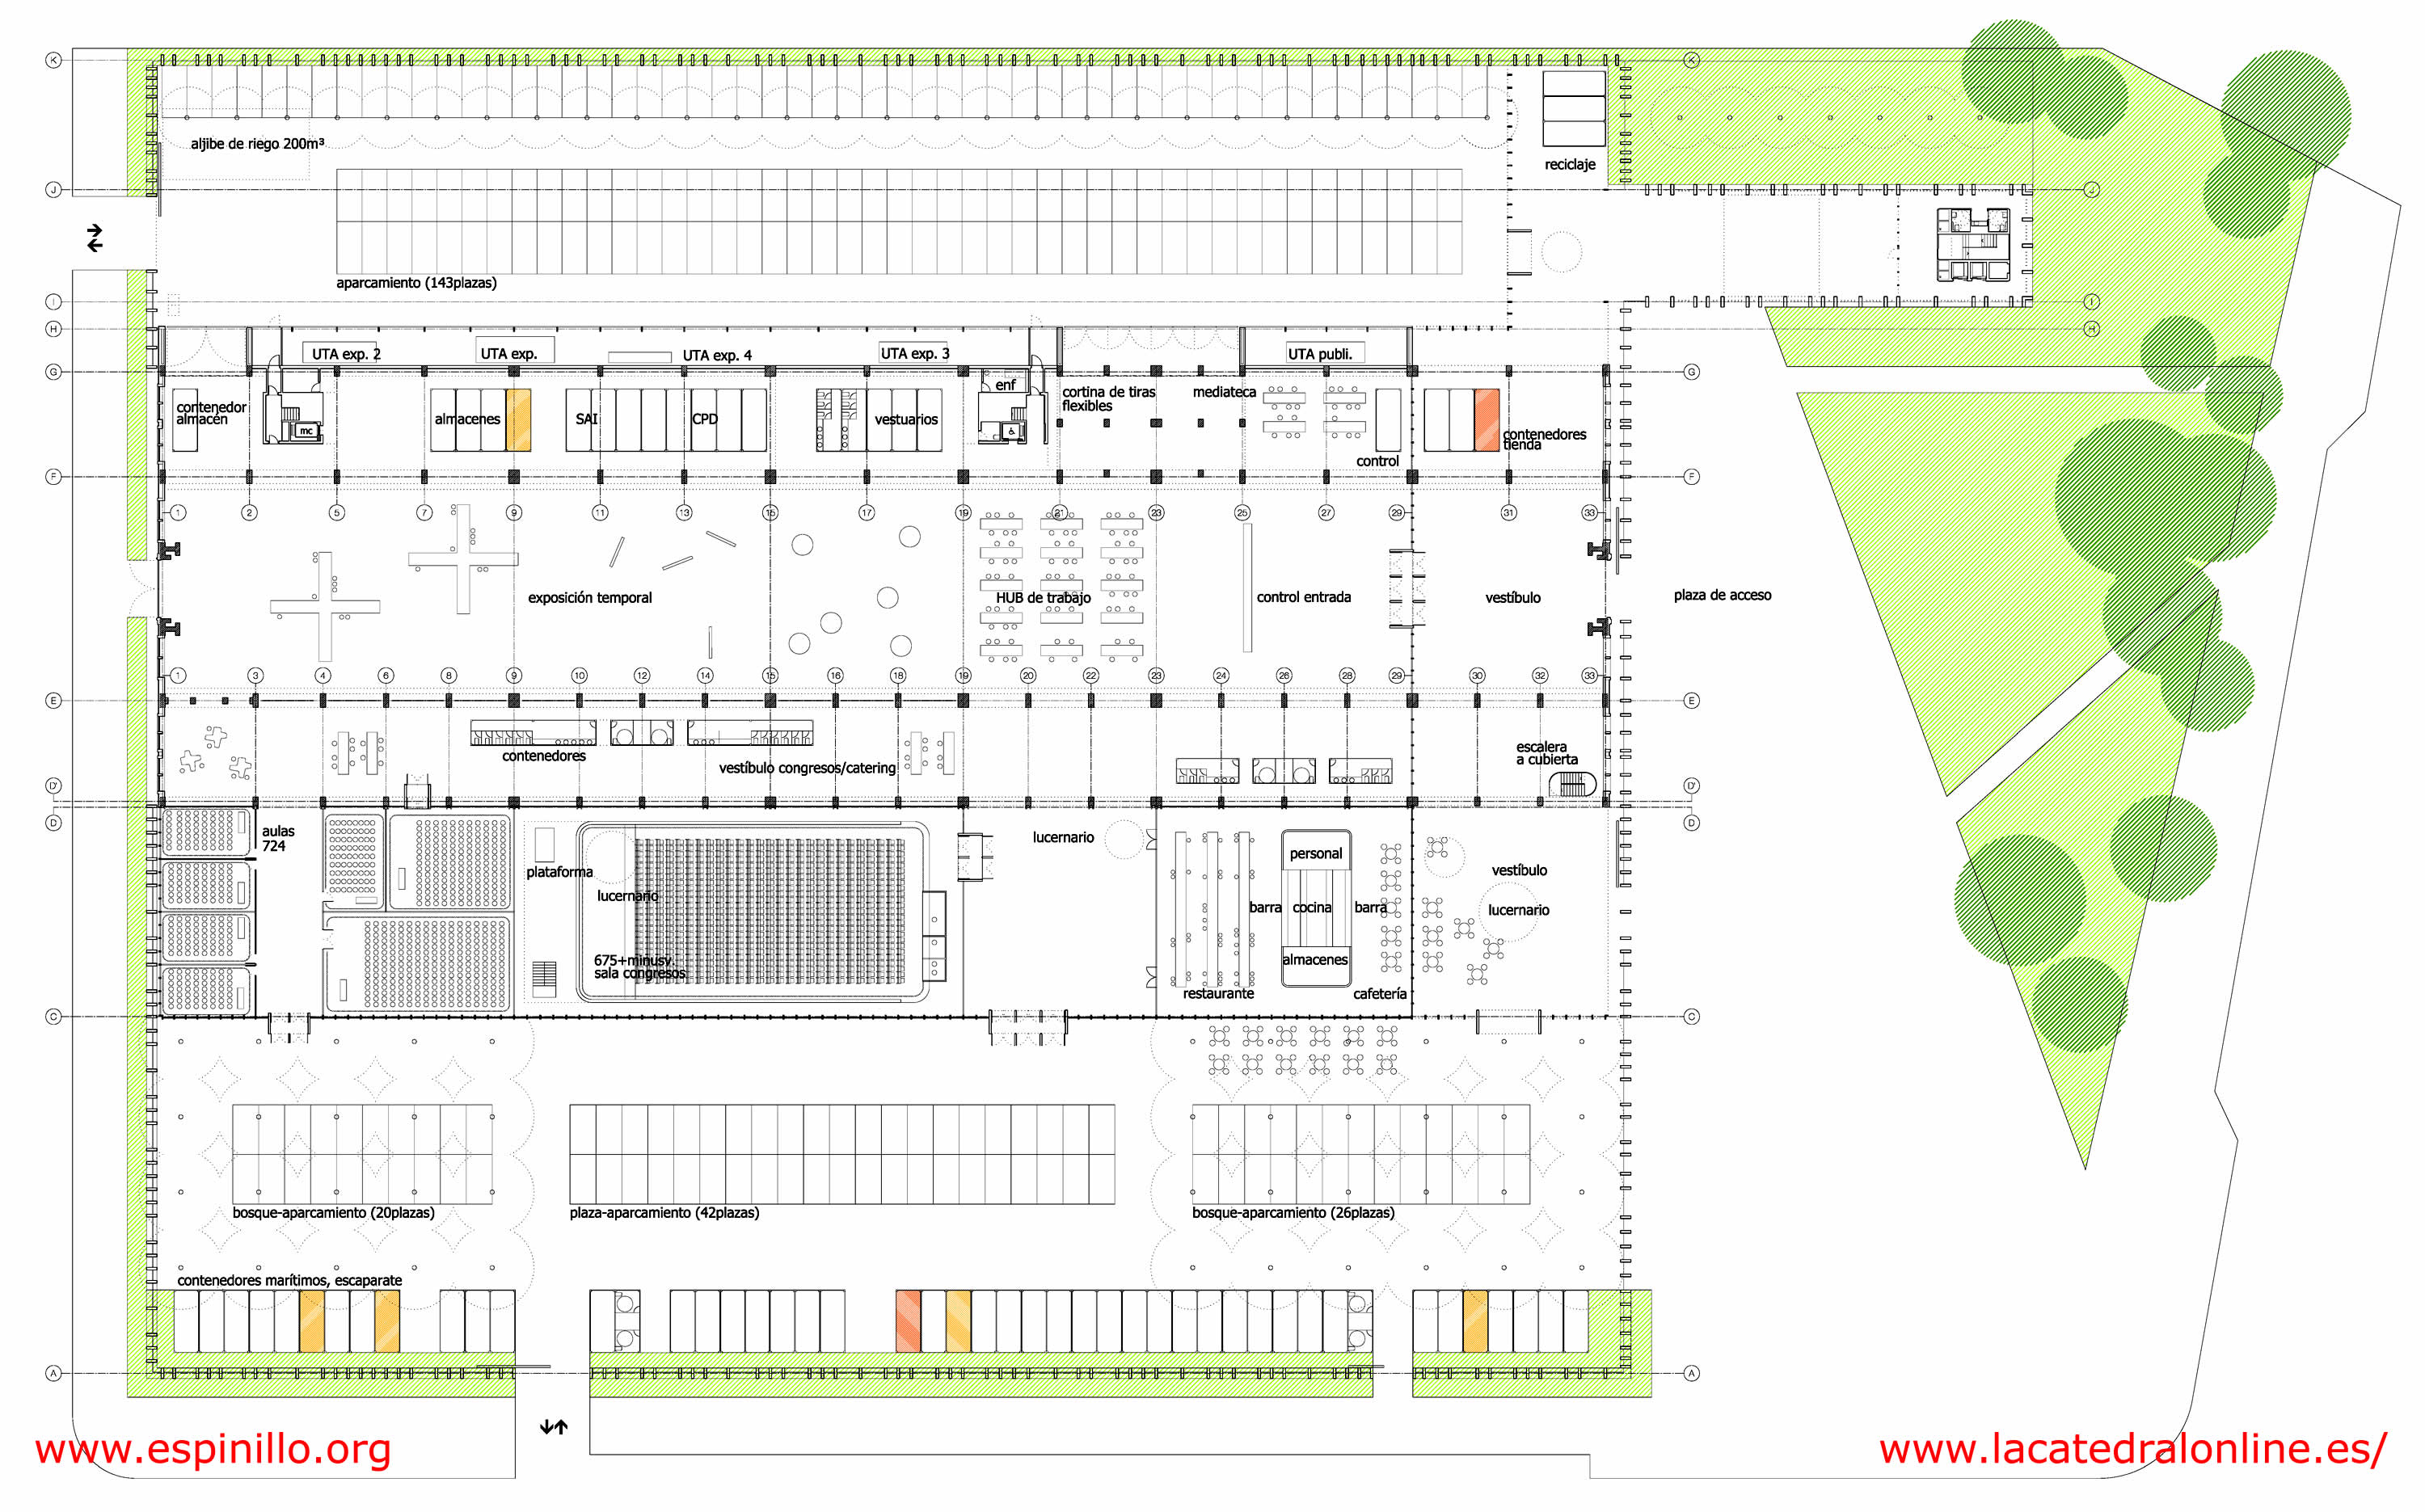 K
K
aljibe de riego 200m³
reciclaje
J
J
aparcamiento (143plazas)
I
I
H
H
UTA exp. 2
UTA exp.
UTA exp. 4
UTA exp. 3
UTA publi.
G
G
enf
contenedor
almacén
mc
almacenes
SAI
CPD
vestuarios
cortina de tiras
flexibles
mediateca
control
contenedores
tienda
F
F
1
2
5
7
9
11
13
15
17
19
21
23
25
27
29
31
33
exposición temporal
HUB de trabajo
control entrada
vestíbulo
plaza de acceso
1
3
4
6
8
9
10
12
14
15
16
18
19
20
22
23
24
26
28
29
30
32
33
E
E
contenedores
vestíbulo congresos/catering
escalera
a cubierta
D'
D'
D
D
aulas
724
plataforma
lucernario
675+minusv.
sala congresos
lucernario
personal
barra
cocina
barra
almacenes
restaurante
cafetería
vestíbulo
lucernario
C
C
bosque-aparcamiento (20plazas)
plaza-aparcamiento (42plazas)
bosque-aparcamiento (26plazas)
contenedores marítimos, escaparate
A
A
www.espinillo.org
www.lacatedralonline.es/